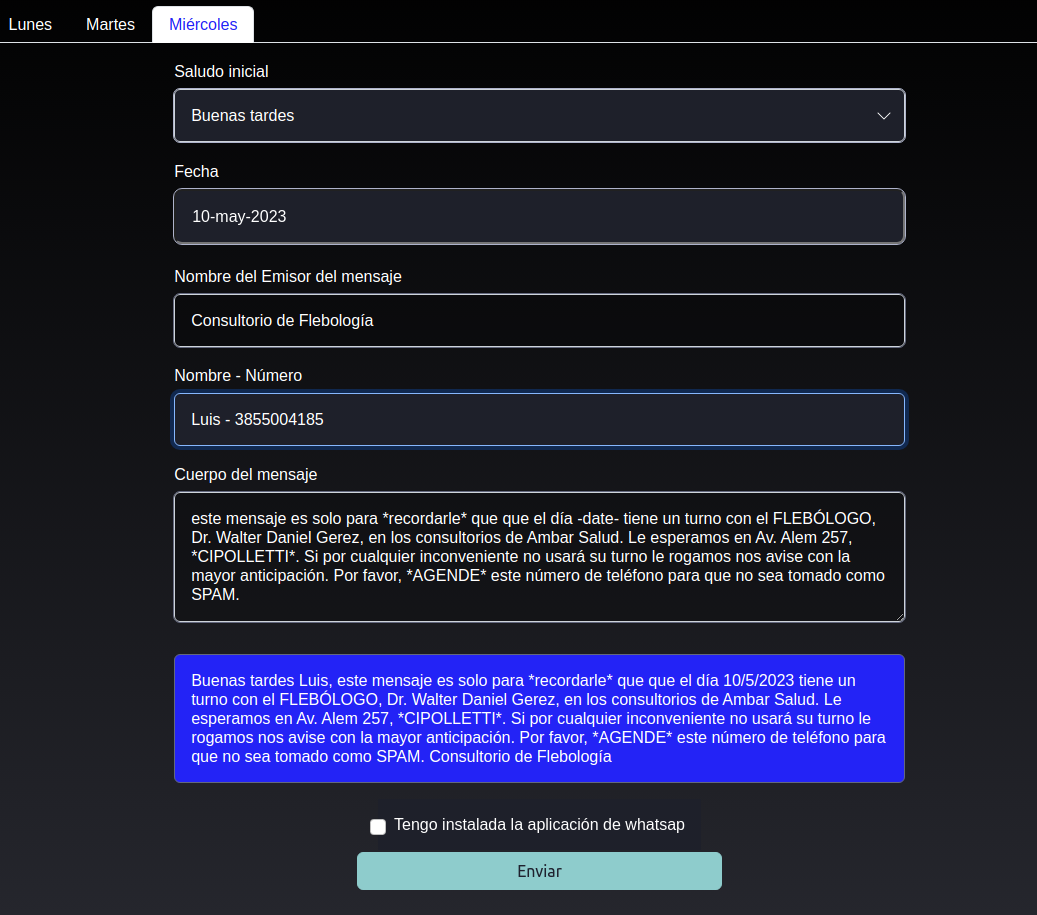 Lunes Martes Miércoles
Saludo inicial
Buenas tardes
Fecha
10-may-2023
Nombre del Emisor del mensaje
Consultorio de Flebología
Nombre - Número
Luis - 3855004185
Cuerpo del mensaje
este mensaje es solo para *recordarle* que que el día -date- tiene un turno con el FLEBÓLOGO,
Dr. Walter Daniel Gerez, en los consultorios de Ambar Salud. Le esperamos en Av. Alem 257,
*CIPOLLETTI*. Si por cualquier inconveniente no usará su turno le rogamos nos avise con la
mayor anticipación. Por favor, *AGENDE* este número de teléfono para que no sea tomado como
SPAM.
Buenas tardes Luis, este mensaje es solo para *recordarle* que que el día 10/5/2023 tiene un
turno con el FLEBÓLOGO, Dr. Walter Daniel Gerez, en los consultorios de Ambar Salud. Le
esperamos en Av. Alem 257, *CIPOLLETTI*. Si por cualquier inconveniente no usará su turno le
rogamos nos avise con la mayor anticipación. Por favor, *AGENDE* este número de teléfono para
que no sea tomado como SPAM. Consultorio de Flebología
Tengo instalada la aplicación de whatsap
Enviar